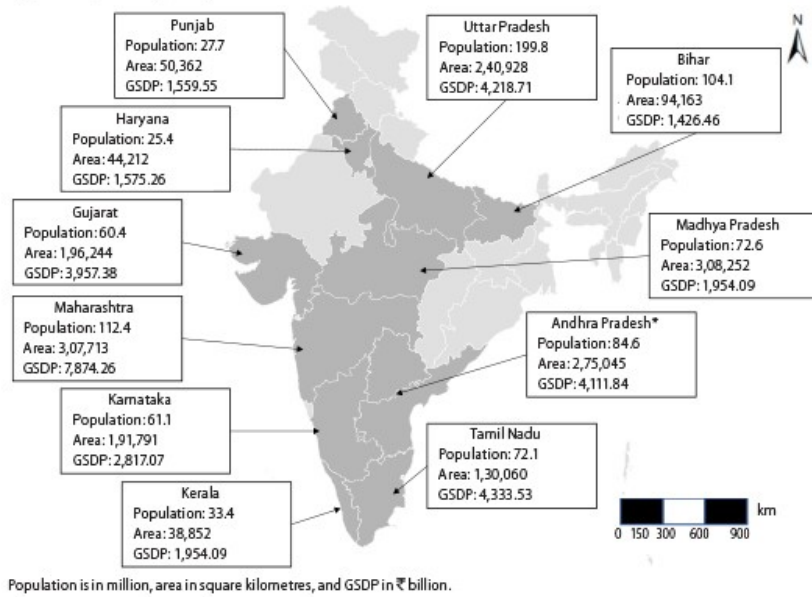 Punjab
Population: 27.7
Area: 50,362
GSDP: 1,559.55
Uttar Pradesh
Population: 199.8
Area: 2,40,928
GSDP: 4,218.71
Bihar
Population: 104.1
Area: 94,163
GSDP: 1,426.46
N
Haryana
Population: 25.4
Area: 44,212
GSDP: 1,575.26
Gujarat
Population: 60.4
Area: 1,96,244
GSDP: 3,957.38
Madhya Pradesh
Population: 72.6
Area: 3,08,252
GSDP: 1,954.09
Maharashtra
Population: 112.4
Area: 3,07,713
GSDP: 7,874.26
Andhra Pradesh*
Population: 84.6
Area: 2,75,045
GSDP: 4,111.84
Karnataka
Population: 61.1
Area: 1,91,791
GSDP: 2,817.07
Tamil Nadu
Population: 72.1
Area: 1,30,060
GSDP: 4,333.53
Kerala
Population: 33.4
Area: 38,852
GSDP: 1,954.09
km
0 150 300 600 900
Population is in million, area in square kilometres, and GSDP in ₹ billion.